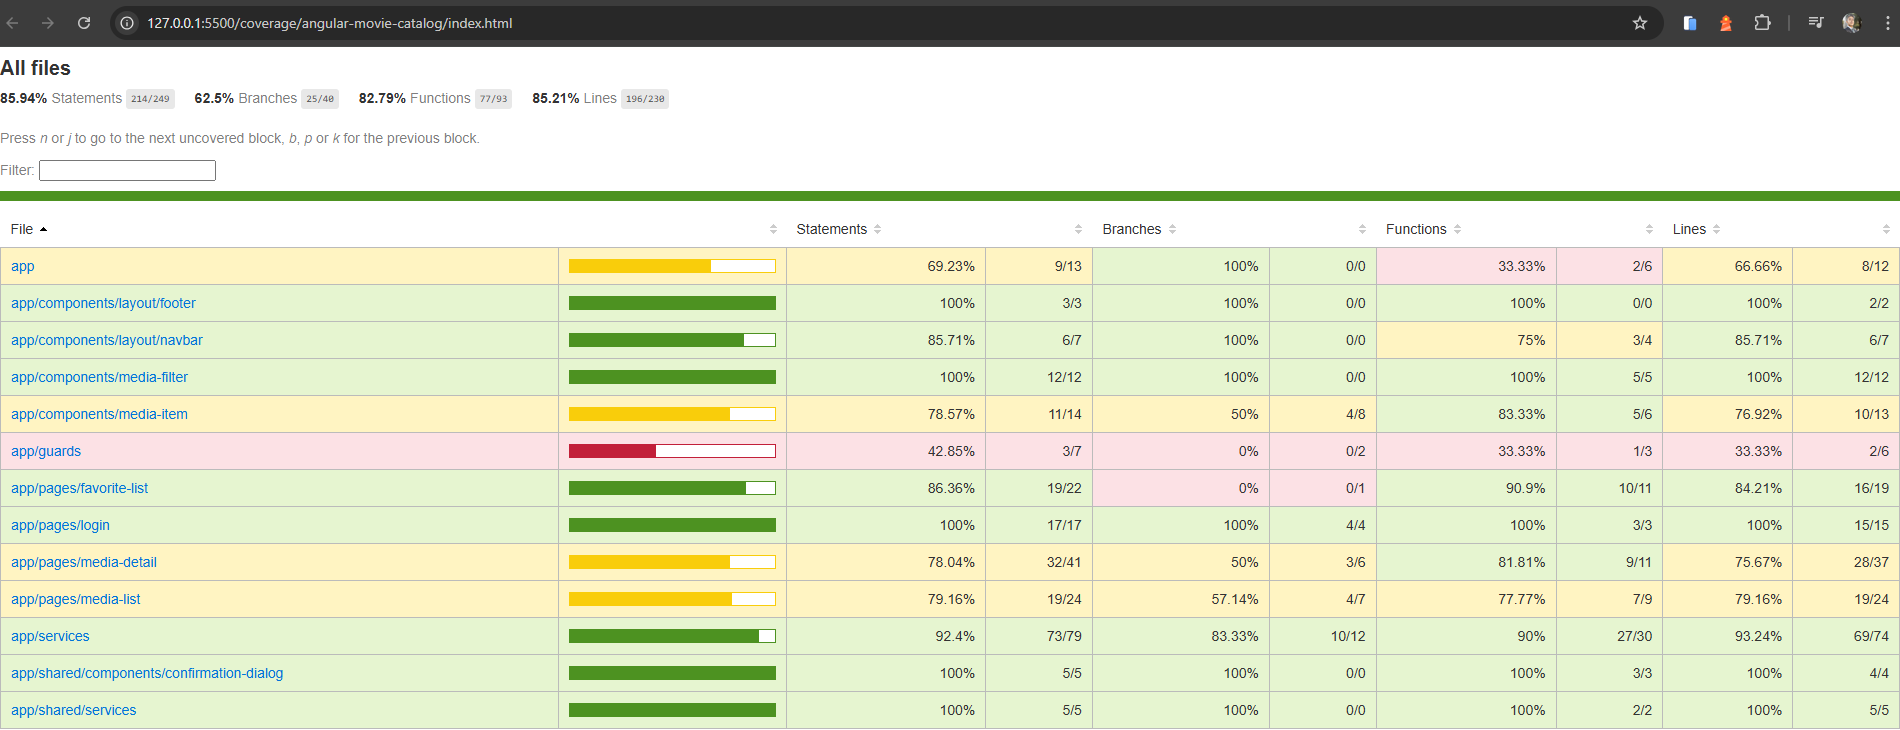 127.0.0.1:5500/coverage/angular-movie-catalog/index.html
All files
85.94% Statements 214/249 62.5% Branches 25/40 82.79% Functions 77/93 85.21% Lines 196/230
Press n or j to go to the next uncovered block, b, p or k for the previous block.
Filter:
File Statements Branches Functions Lines
app 69.23% 9/13 100% 0/0 33.33% 2/6 66.66% 8/12
app/components/layout/footer 100% 3/3 100% 0/0 100% 0/0 100% 2/2
app/components/layout/navbar 85.71% 6/7 100% 0/0 75% 3/4 85.71% 6/7
app/components/media-filter 100% 12/12 100% 0/0 100% 5/5 100% 12/12
app/components/media-item 78.57% 11/14 50% 4/8 83.33% 5/6 76.92% 10/13
app/guards 42.85% 3/7 0% 0/2 33.33% 1/3 33.33% 2/6
app/pages/favorite-list 86.36% 19/22 0% 0/1 90.9% 10/11 84.21% 16/19
app/pages/login 100% 17/17 100% 4/4 100% 3/3 100% 15/15
app/pages/media-detail 78.04% 32/41 50% 3/6 81.81% 9/11 75.67% 28/37
app/pages/media-list 79.16% 19/24 57.14% 4/7 77.77% 7/9 79.16% 19/24
app/services 92.4% 73/79 83.33% 10/12 90% 27/30 93.24% 69/74
app/shared/components/confirmation-dialog 100% 5/5 100% 0/0 100% 3/3 100% 4/4
app/shared/services 100% 5/5 100% 0/0 100% 2/2 100% 5/5